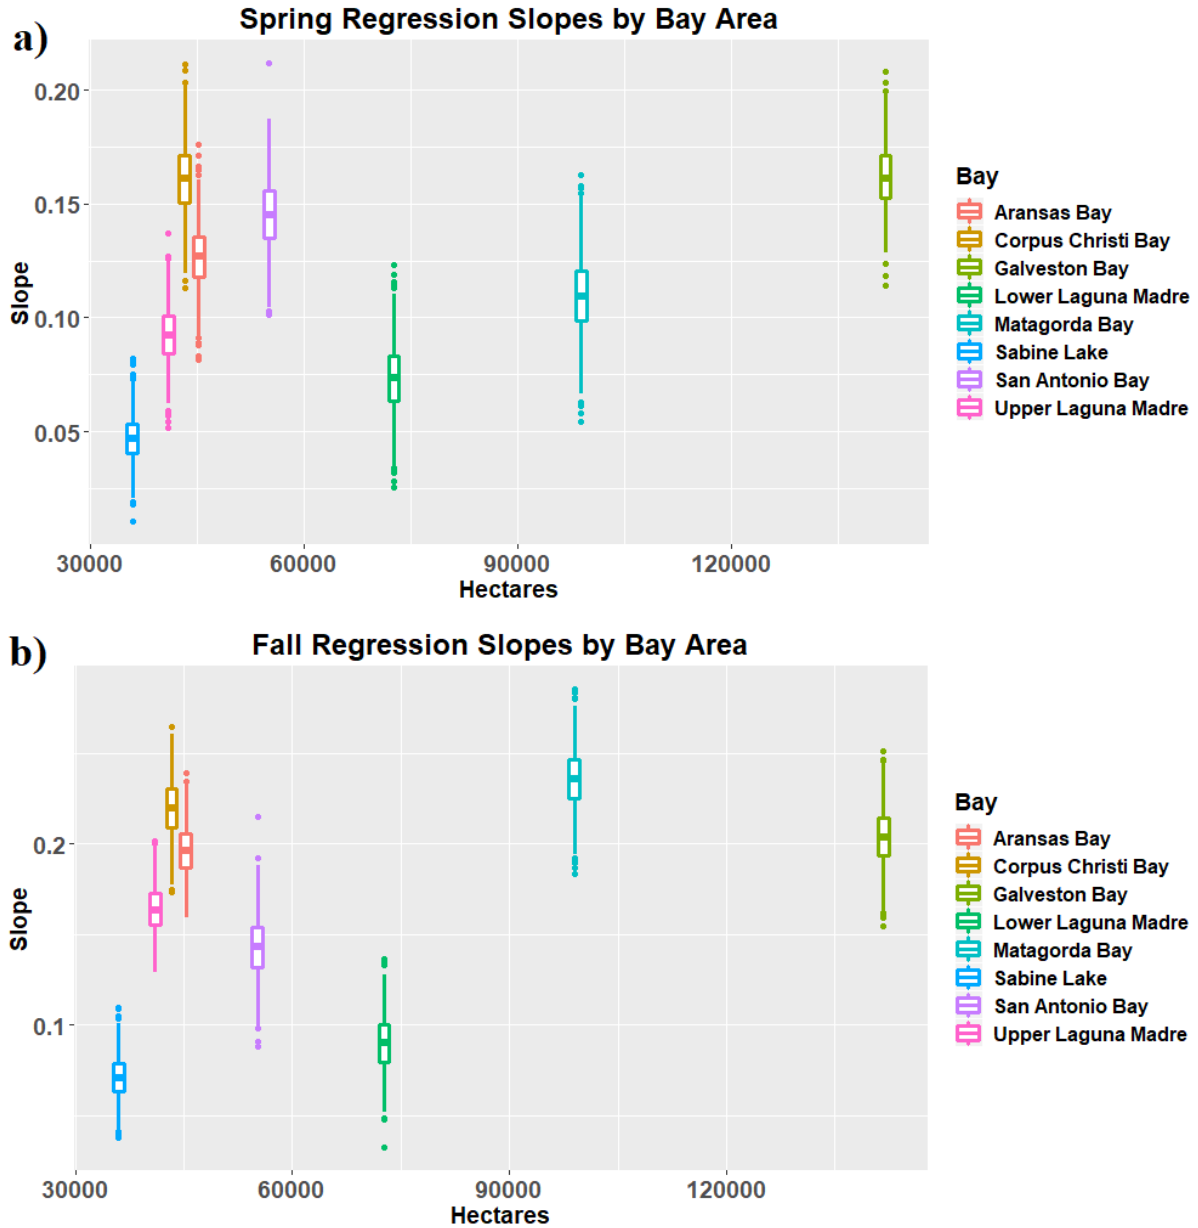 a)
Spring Regression Slopes by Bay Area
0.20
0.15
0.10
0.05
Slope
30000
60000
90000
120000
Hectares
Bay
Aransas Bay
Corpus Christi Bay
Galveston Bay
Lower Laguna Madre
Matagorda Bay
Sabine Lake
San Antonio Bay
Upper Laguna Madre
b)
Fall Regression Slopes by Bay Area
0.2
0.1
Slope
30000
60000
90000
120000
Hectares
Bay
Aransas Bay
Corpus Christi Bay
Galveston Bay
Lower Laguna Madre
Matagorda Bay
Sabine Lake
San Antonio Bay
Upper Laguna Madre